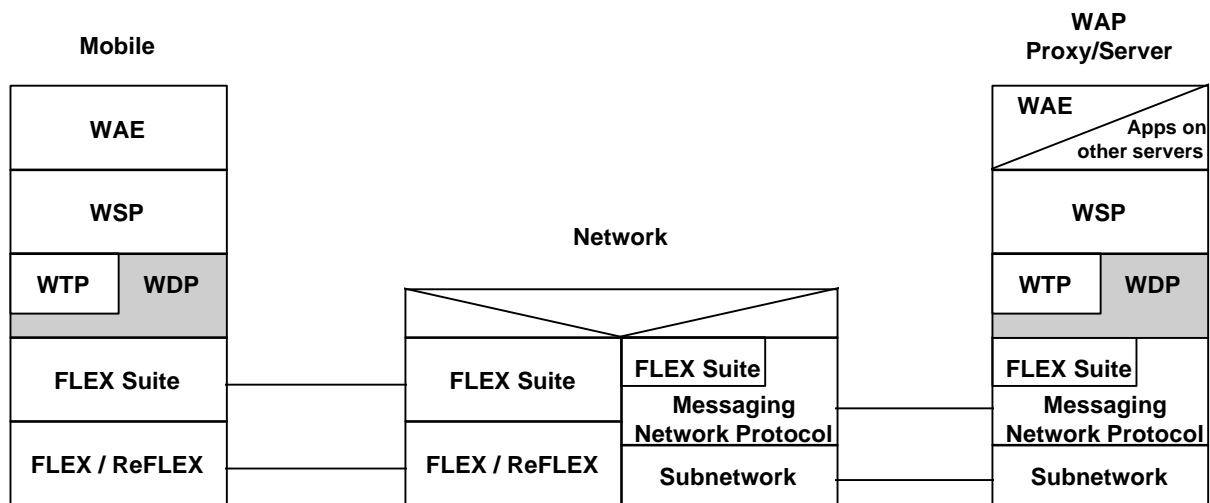 Mobile
WAE
WSP
WTP WDP
FLEX Suite
FLEX / ReFLEX
Network
FLEX Suite
FLEX / ReFLEX
FLEX Suite
Messaging
Network Protocol
Subnetwork
WAP
Proxy/Server
WAE
Apps on
other servers
WSP
WTP WDP
FLEX Suite
Messaging
Network Protocol
Subnetwork